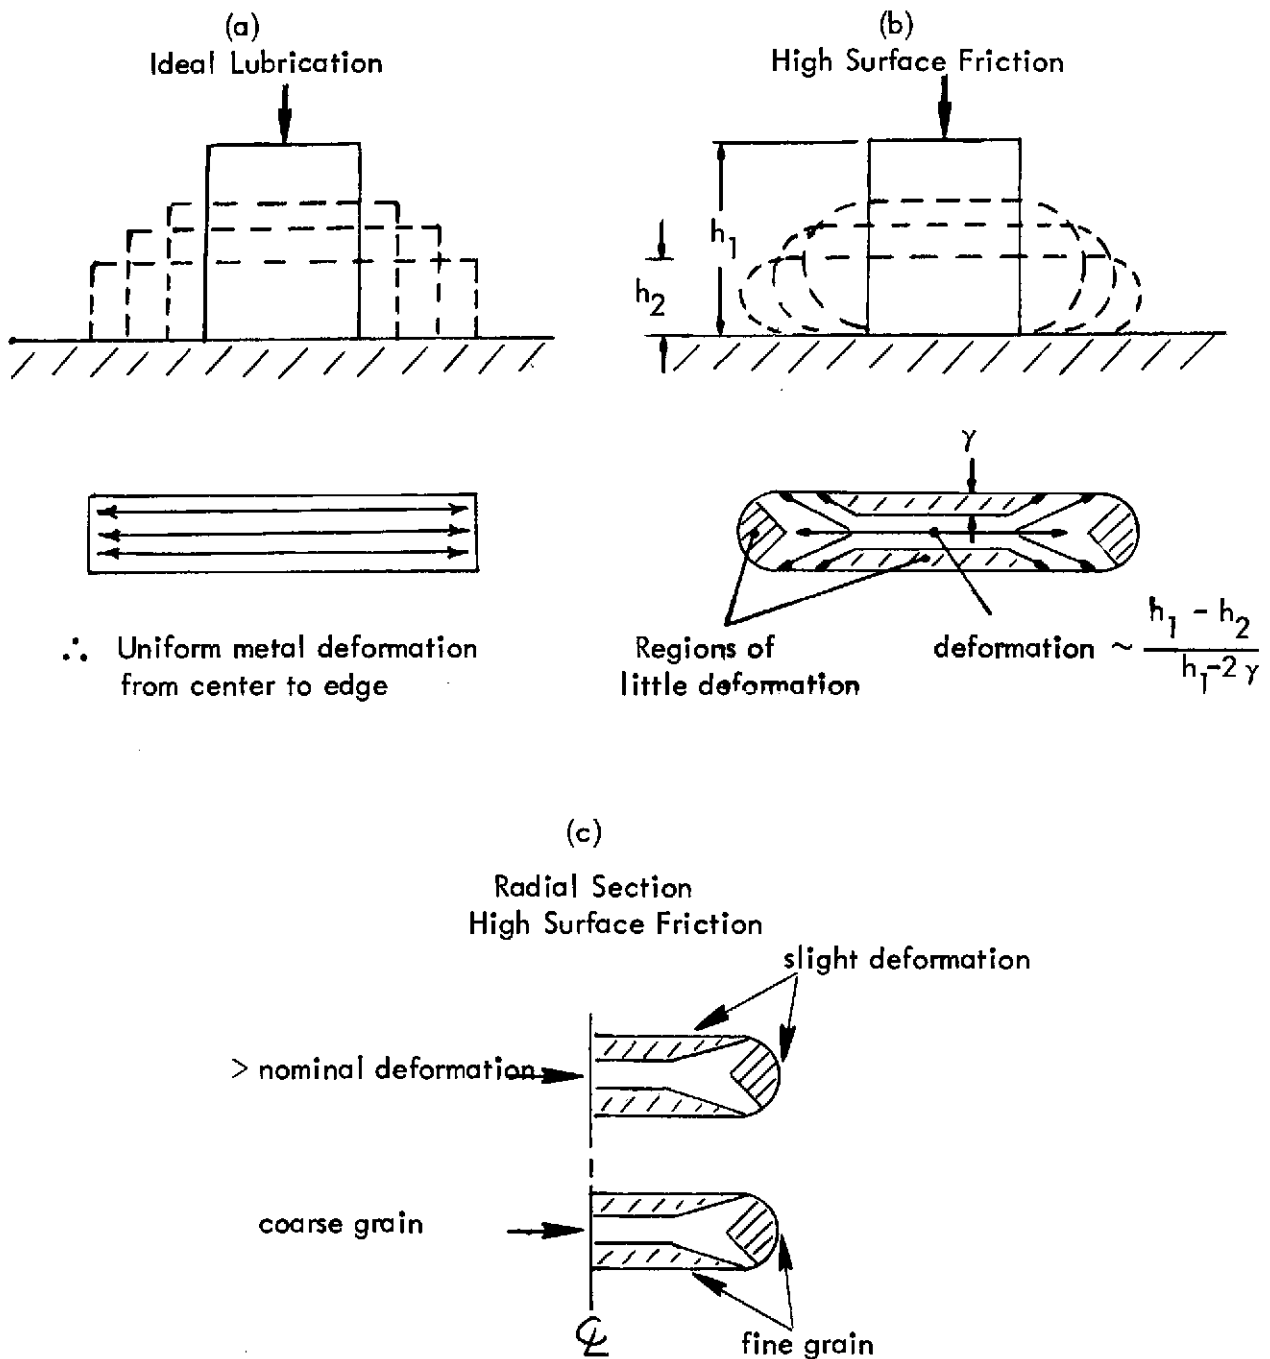 (a)
Ideal Lubrication
(b)
High Surface Friction
h1
h2
γ
∴ Uniform metal deformation
from center to edge
Regions of
little deformation
deformation ~ h1 - h2
h1-2 γ
(c)
Radial Section
High Surface Friction
slight deformation
> nominal deformation
coarse grain
fine grain
℄